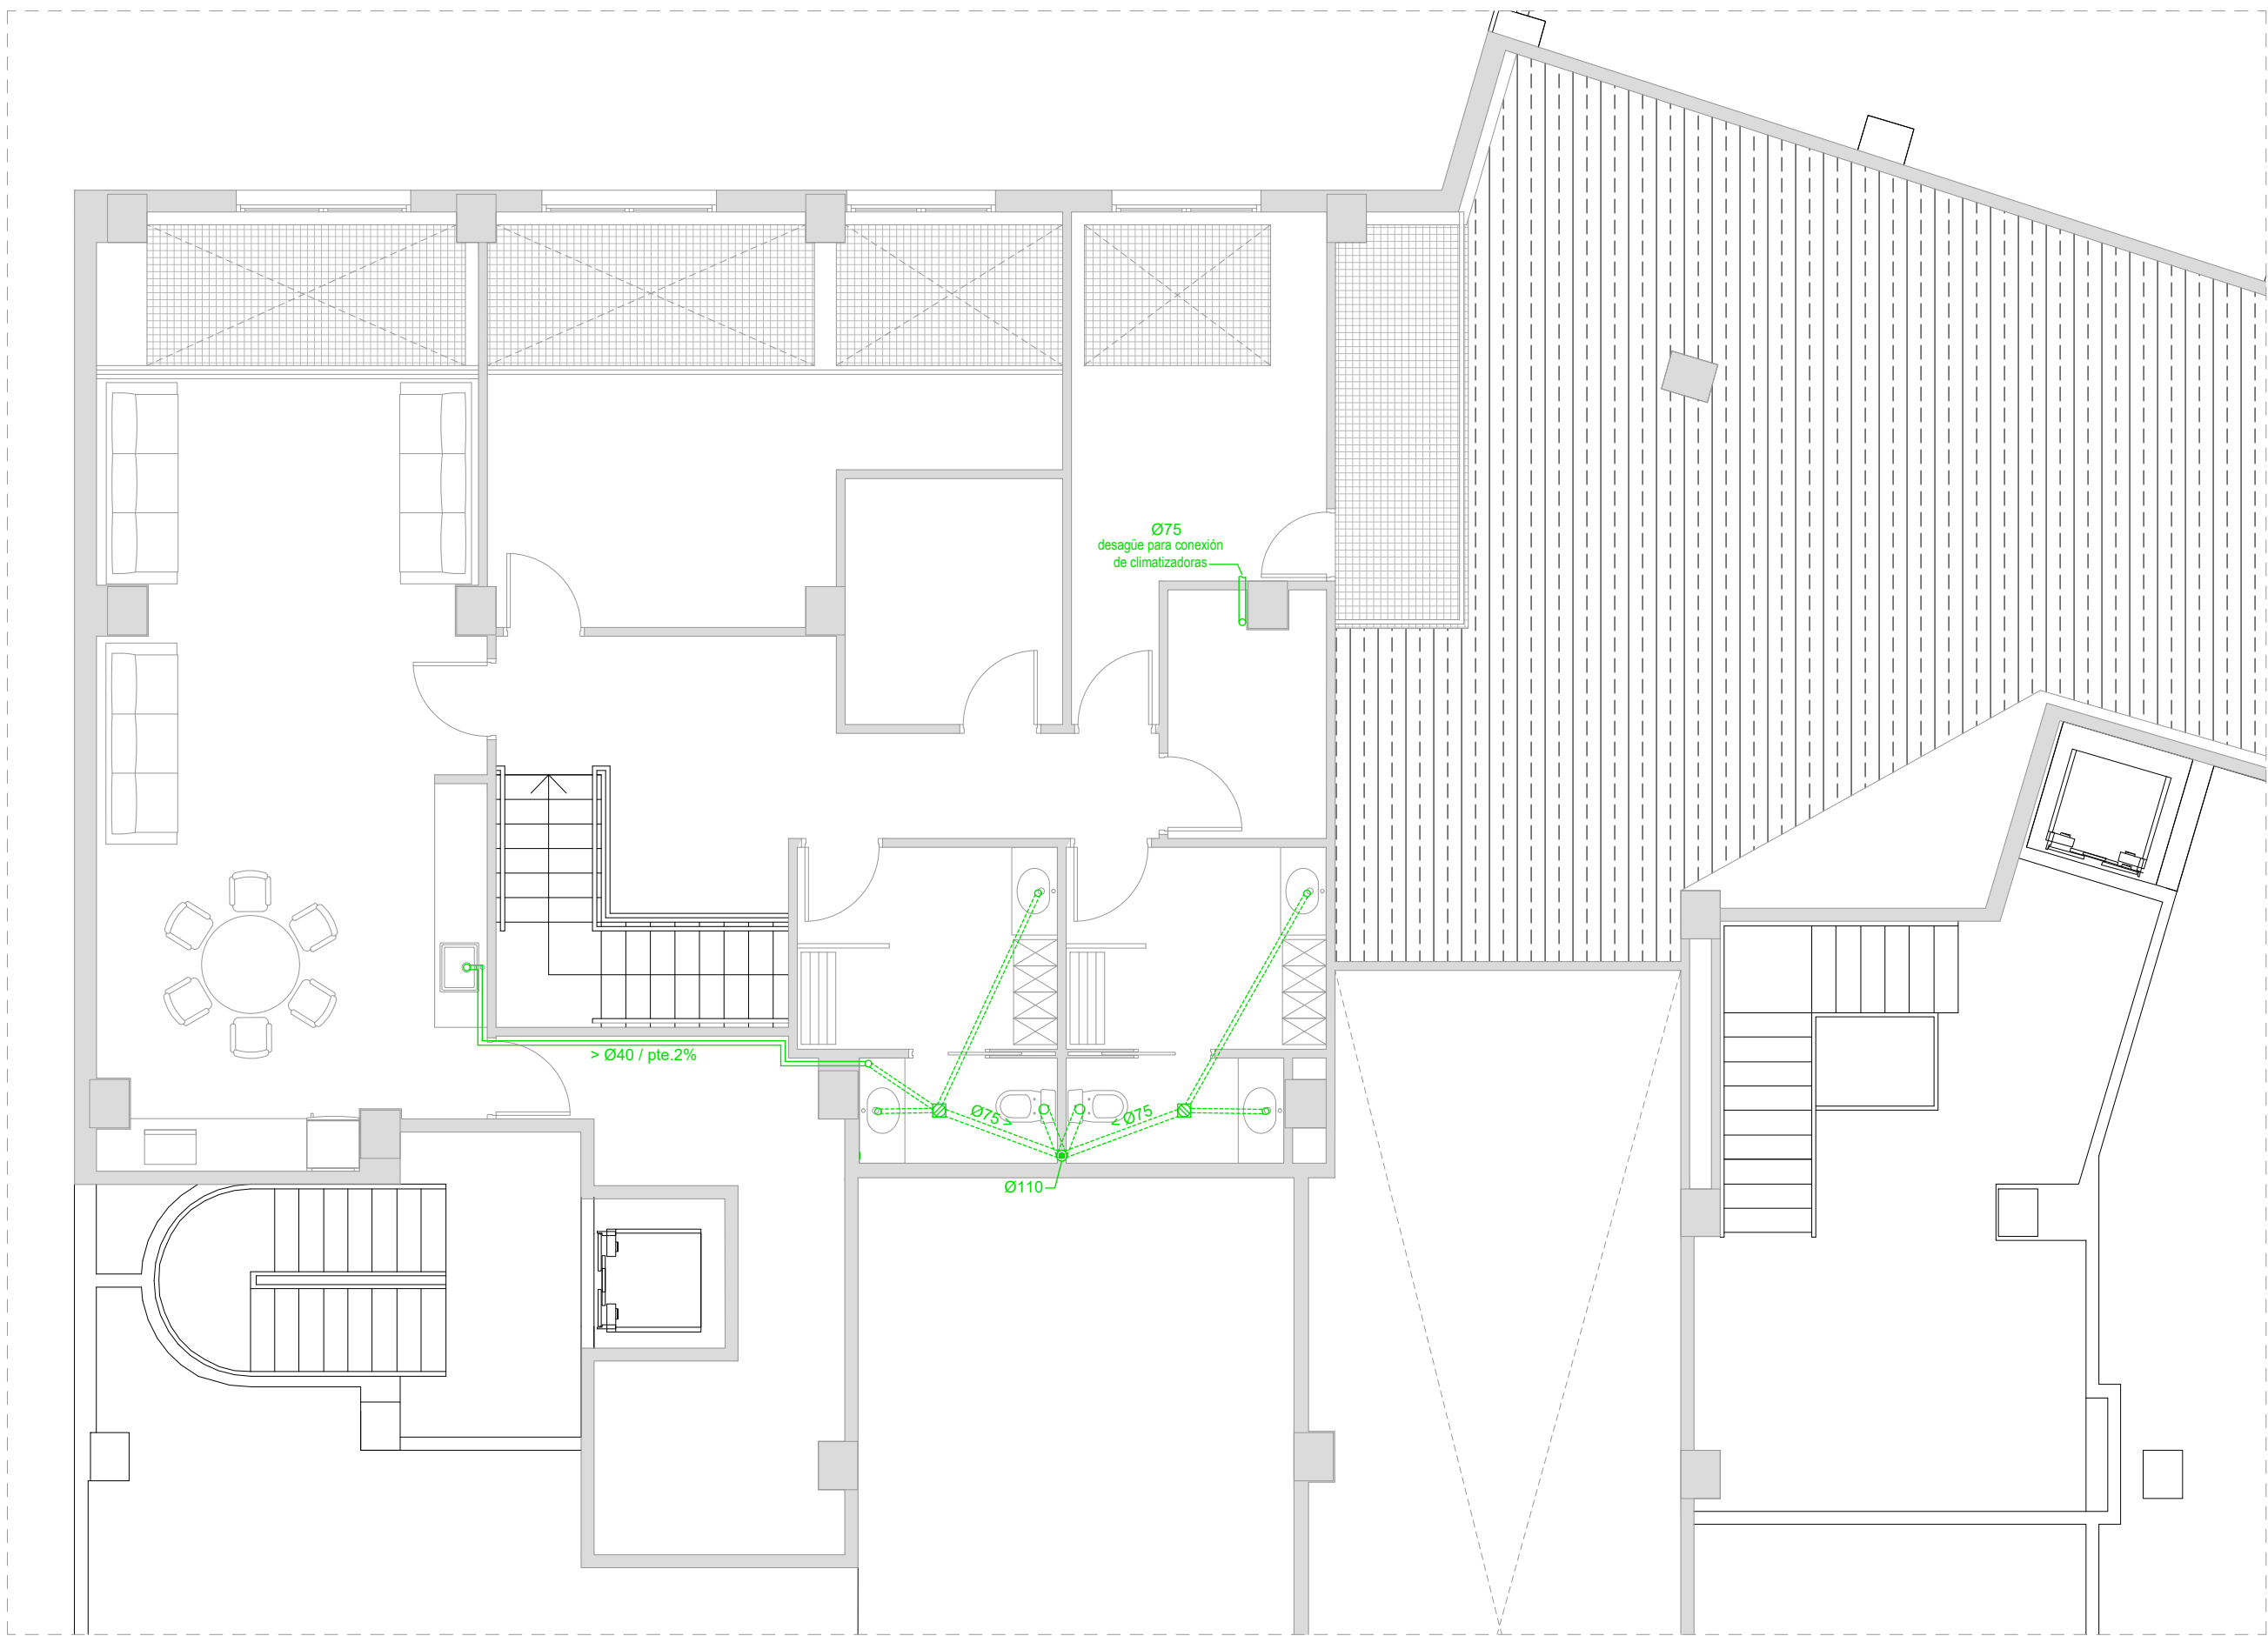 Ø75
desagüe para conexión
de climatizadoras
> Ø40 / pte.2%
Ø75 >
< Ø75
Ø110